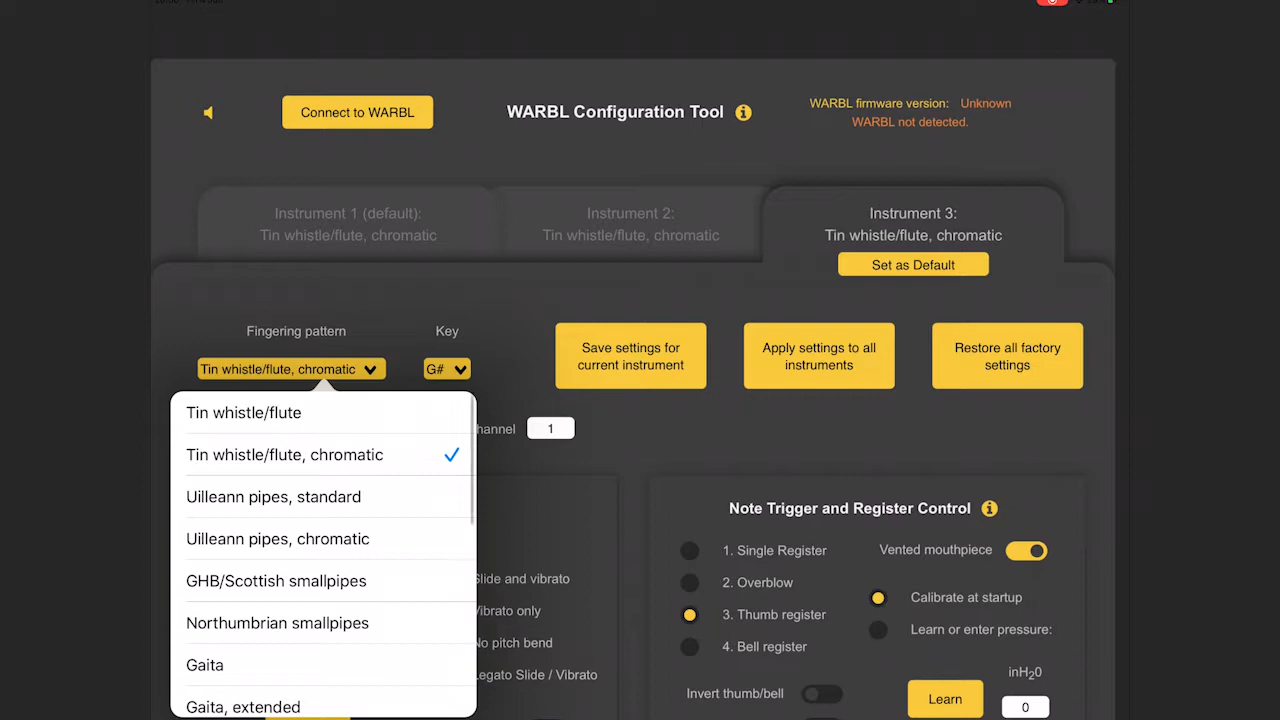 Connect to WARBL
WARBL Configuration Tool
WARBL firmware version: Unknown
WARBL not detected.
Instrument 1 (default):
Tin whistle/flute, chromatic
Instrument 2:
Tin whistle/flute, chromatic
Instrument 3:
Tin whistle/flute, chromatic
Set as Default
Fingering pattern
Key
Tin whistle/flute, chromatic
G#
Save settings for
current instrument
Apply settings to all
instruments
Restore all factory
settings
Tin whistle/flute
Tin whistle/flute, chromatic
Uilleann pipes, standard
Uilleann pipes, chromatic
GHB/Scottish smallpipes
Northumbrian smallpipes
Gaita
Gaita, extended
hannel
1
Slide and vibrato
Vibrato only
No pitch bend
Legato Slide / Vibrato
Note Trigger and Register Control
1. Single Register
2. Overblow
3. Thumb register
4. Bell register
Invert thumb/bell
Vented mouthpiece
Calibrate at startup
Learn or enter pressure:
inH20
Learn
0